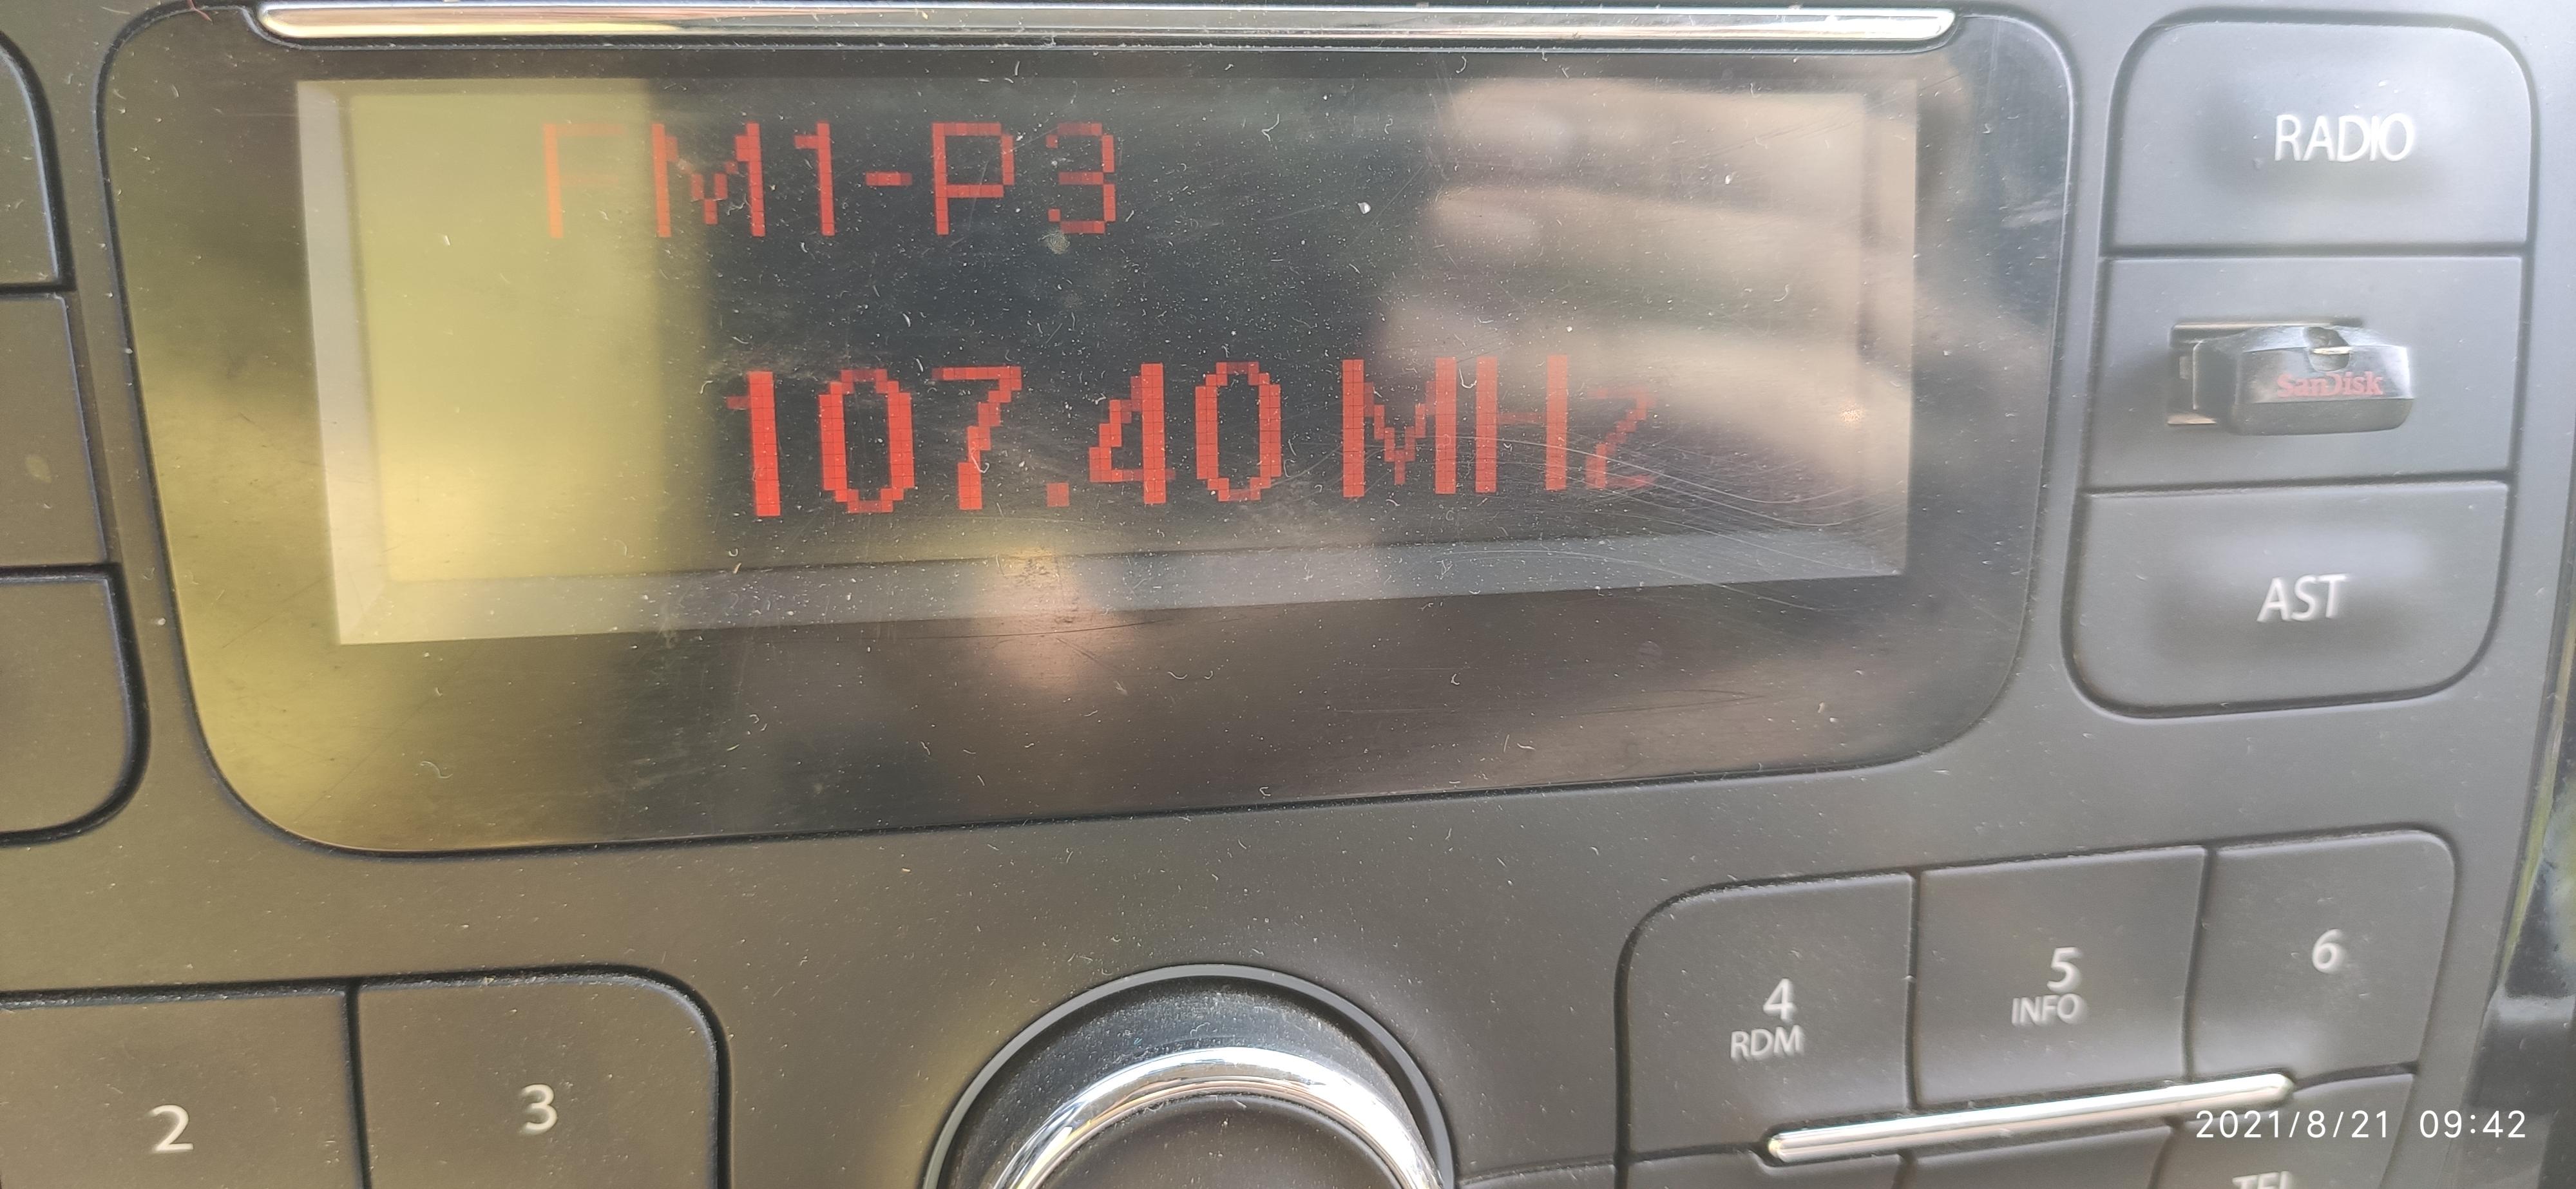 FM1-P3
107.40 MHz
RADIO
SanDisk
AST
2
3
4
RDM
5
INFO
6
TEL
2021/8/21 09:42